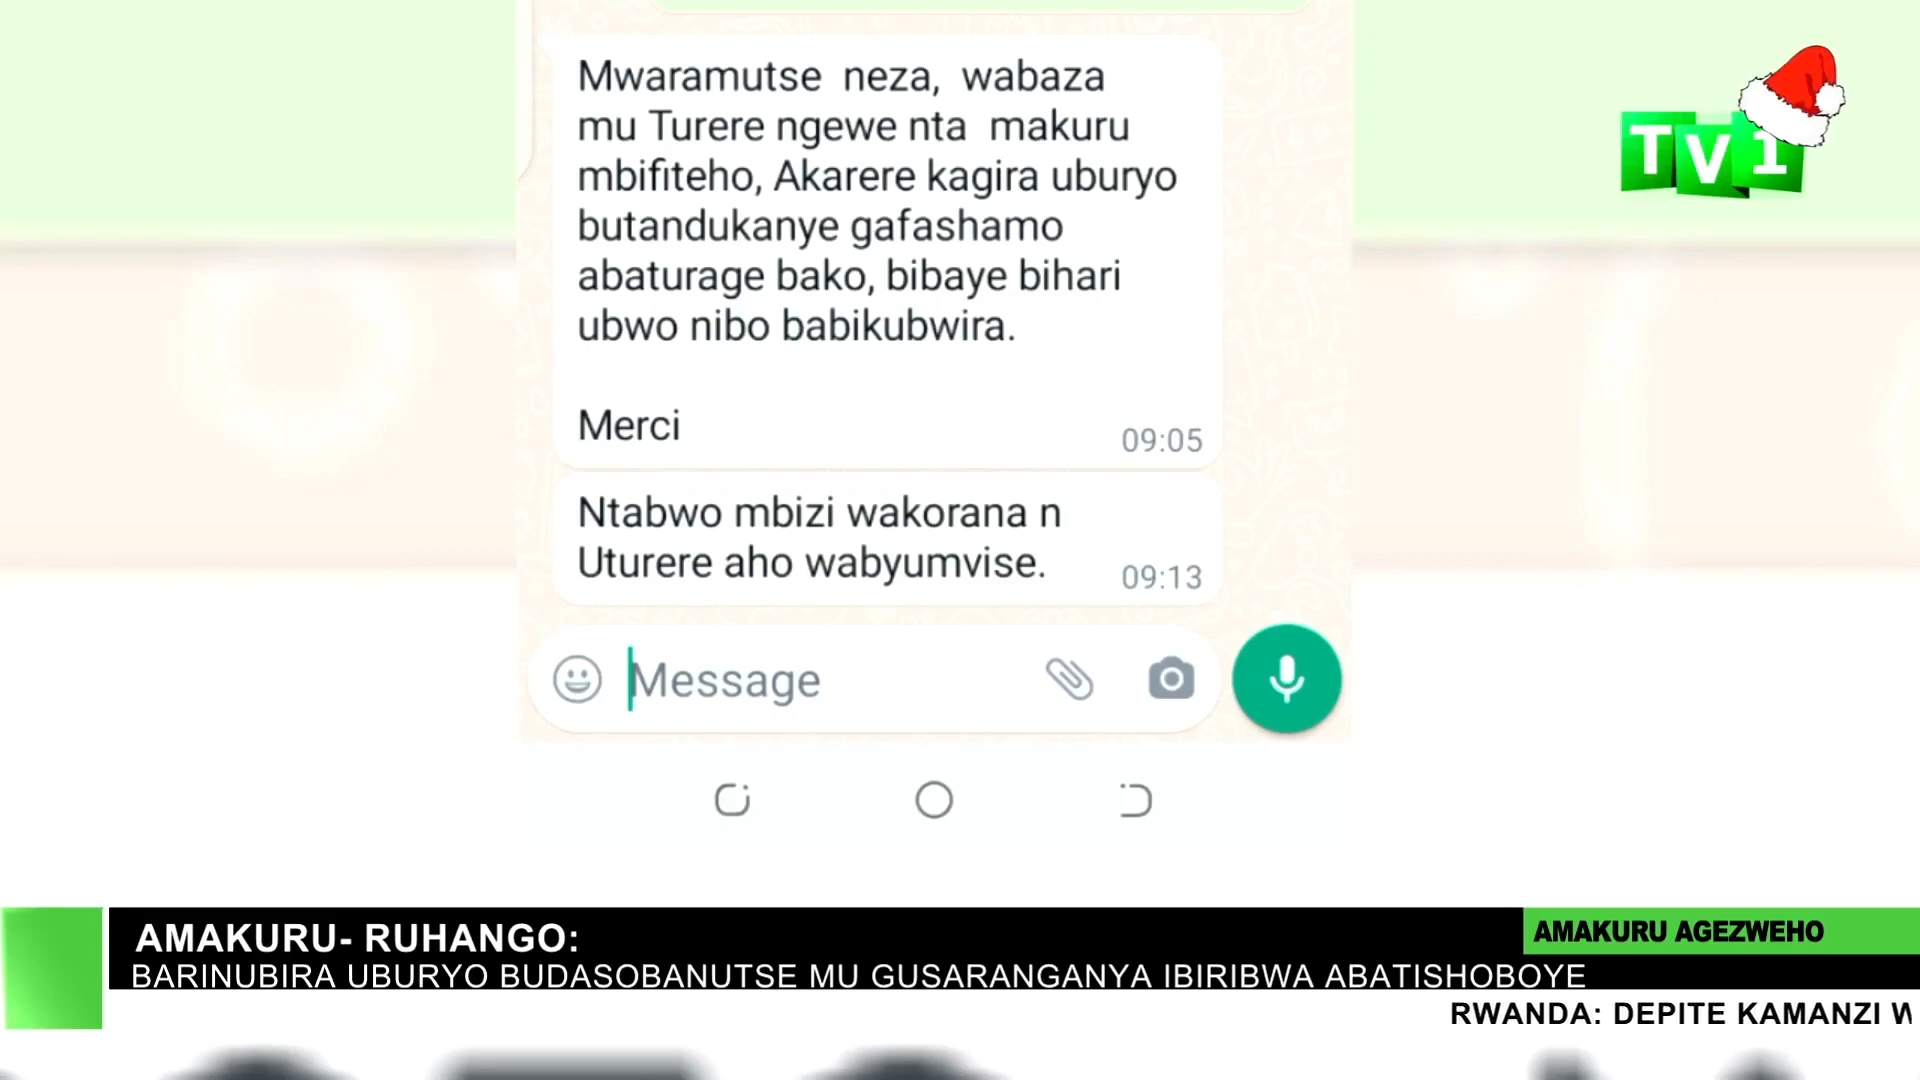 Mwaramutse neza, wabaza
mu Turere ngewe nta makuru
mbifiteho, Akarere kagira uburyo
butandukanye gafashamo
abaturage bako, bibaye bihari
ubwo nibo babikubwira.
Merci
09:05
Ntabwo mbizi wakorana n
Uturere aho wabyumvise.
09:13
Message
TV1
AMAKURU- RUHANGO:
AMAKURU AGEZWEHO
BARINUBIRA UBURYO BUDASOBANUTSE MU GUSARANGANYA IBIRIBWA ABATISHOBOYE
RWANDA: DEPITE KAMANZI